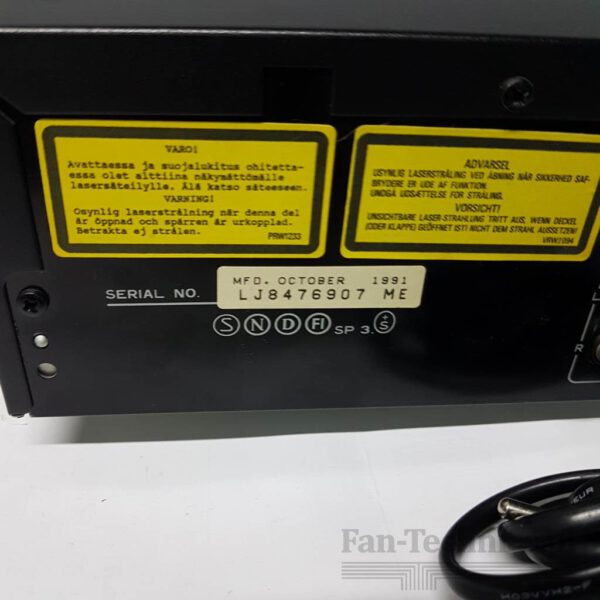 VARO!
Avattaessa ja suojalukitus ohitetta-
essa olet alttiina näkymättömälle
lasersäteilylle. Älä katso säteeseen.
VARNING!
Osynlig laserstrålning när denna del
är öppnad och spärren är urkopplad.
Betrakta ej strålen.
PRW1233
ADVARSEL
USYNLIG LASERSTRÅLING VED ÅBNING NÅR SIKKERHED SAF-
BRYDERE ER UDE AF FUNKTION.
UNDGÅ UDSÆTTELSE FOR STRÅLING.
VORSICHT!
UNSICHTBARE LASER-STRAHLUNG TRITT AUS, WENN DECKEL
(ODER KLAPPE) GEÖFFNET IST! NICHT DEM STRAHL AUSSETZEN!
VRW1094
MFD. OCTOBER 1991
SERIAL NO. LJ8476907 ME
S N D FI SP 3. +S
R
EUR
H03VVH2-F
Fan-Techni